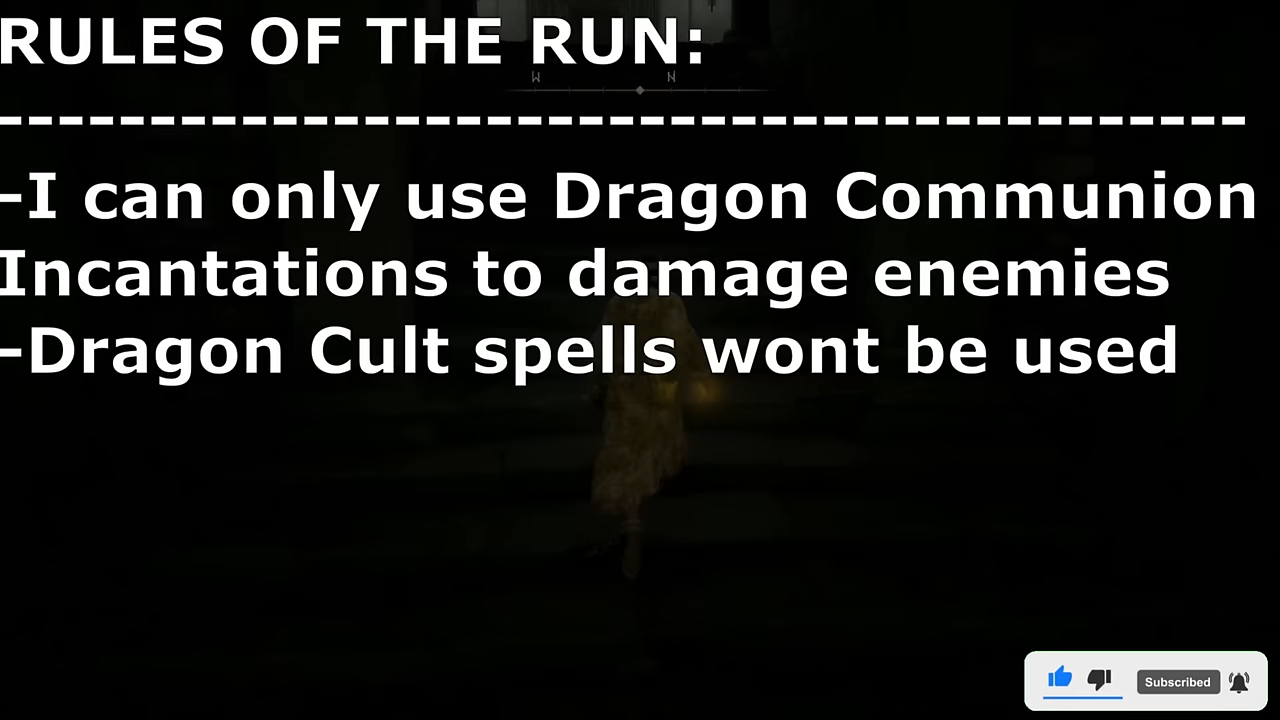 RULES OF THE RUN:
W N
-----------------------------------------
-I can only use Dragon Communion
Incantations to damage enemies
-Dragon Cult spells wont be used
Subscribed